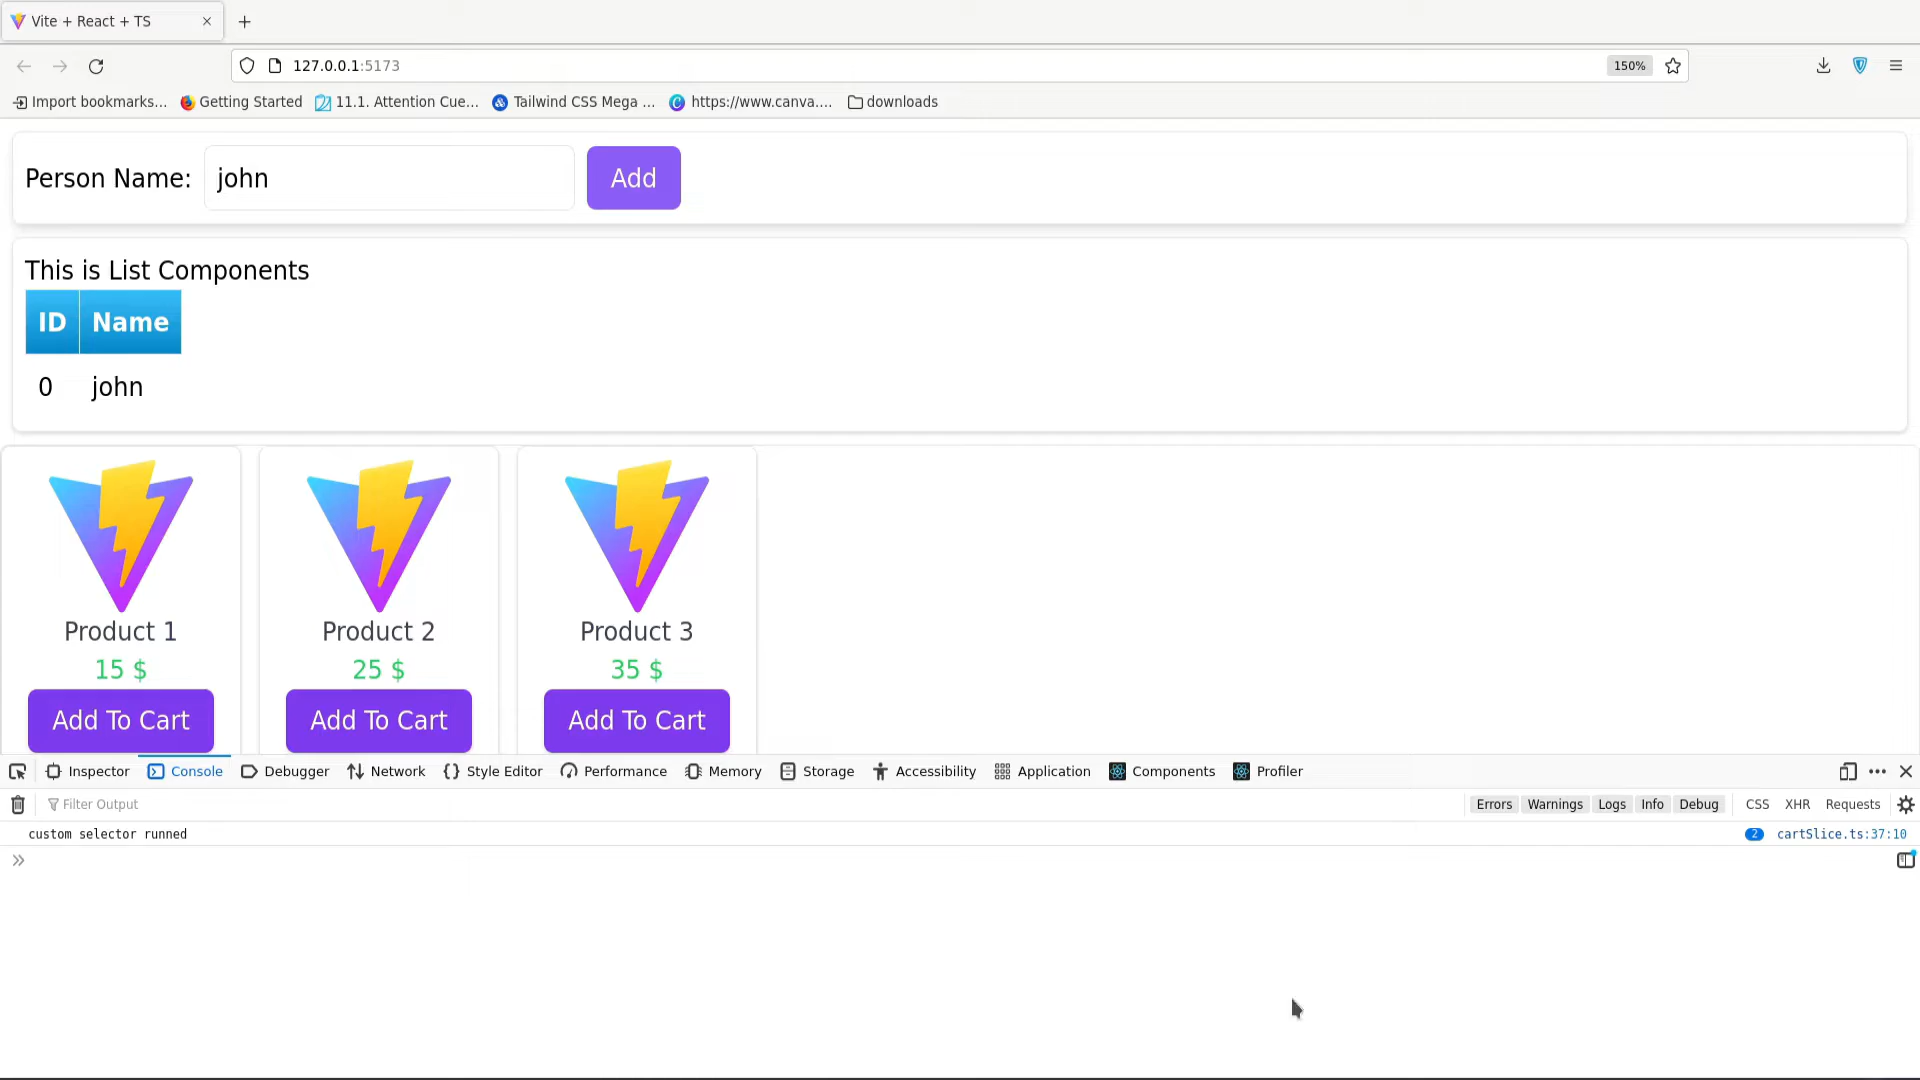 Vite + React + TS
127.0.0.1:5173
150%
Import bookmarks...
Getting Started
11.1. Attention Cue...
Tailwind CSS Mega ...
https://www.canva....
downloads
Person Name:
john
Add
This is List Components
ID Name
0 john
Product 1 Product 2 Product 3
15 $ 25 $ 35 $
Add To Cart Add To Cart Add To Cart
Inspector Console Debugger Network Style Editor Performance Memory Storage Accessibility Application Components Profiler
Filter Output Errors Warnings Logs Info Debug CSS XHR Requests
custom selector runned 2 cartSlice.ts:37:10